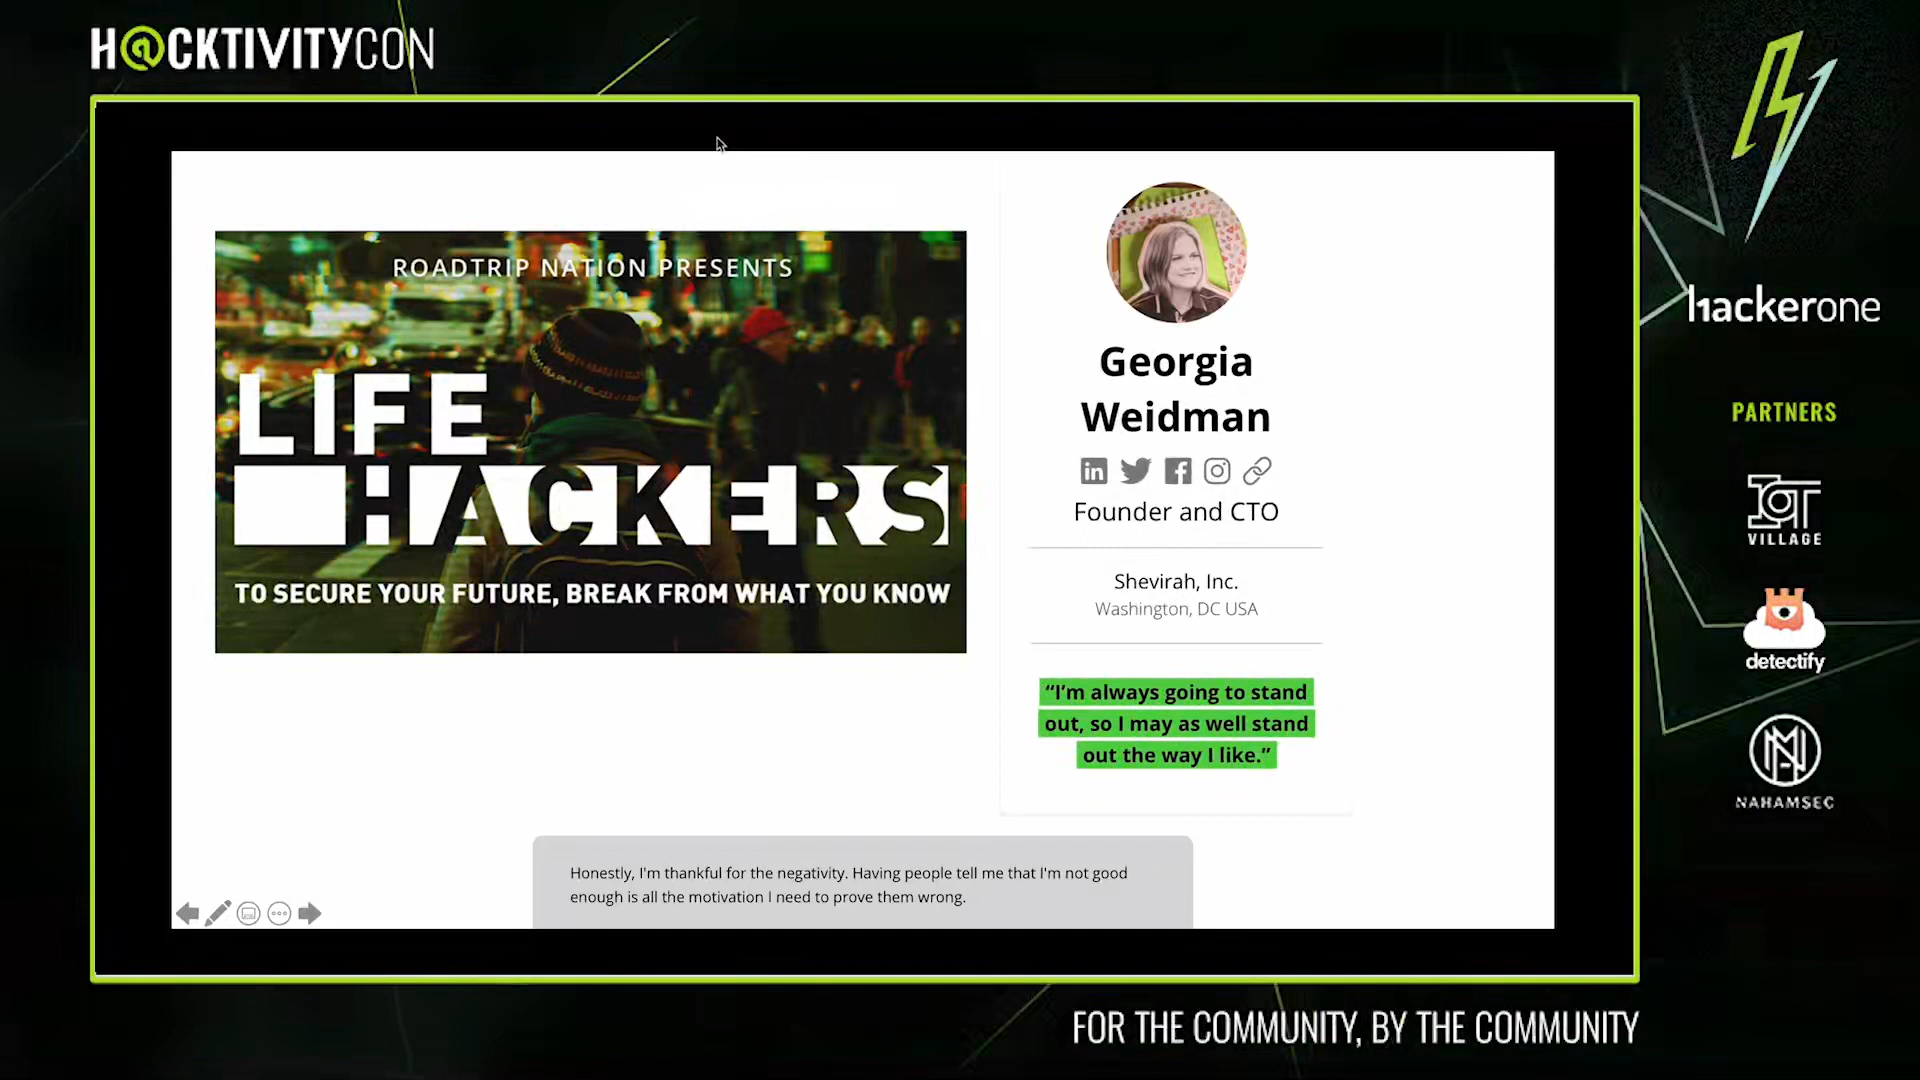 H@CKTIVITYCON
ROADTRIP NATION PRESENTS
LIFE
HACKERS
TO SECURE YOUR FUTURE, BREAK FROM WHAT YOU KNOW
Georgia
Weidman
Founder and CTO
Shevirah, Inc.
Washington, DC USA
“I’m always going to stand
out, so I may as well stand
out the way I like.”
Honestly, I'm thankful for the negativity. Having people tell me that I'm not good
enough is all the motivation I need to prove them wrong.
hackerone
PARTNERS
IOT
VILLAGE
detectify
NAHAMSEC
FOR THE COMMUNITY, BY THE COMMUNITY